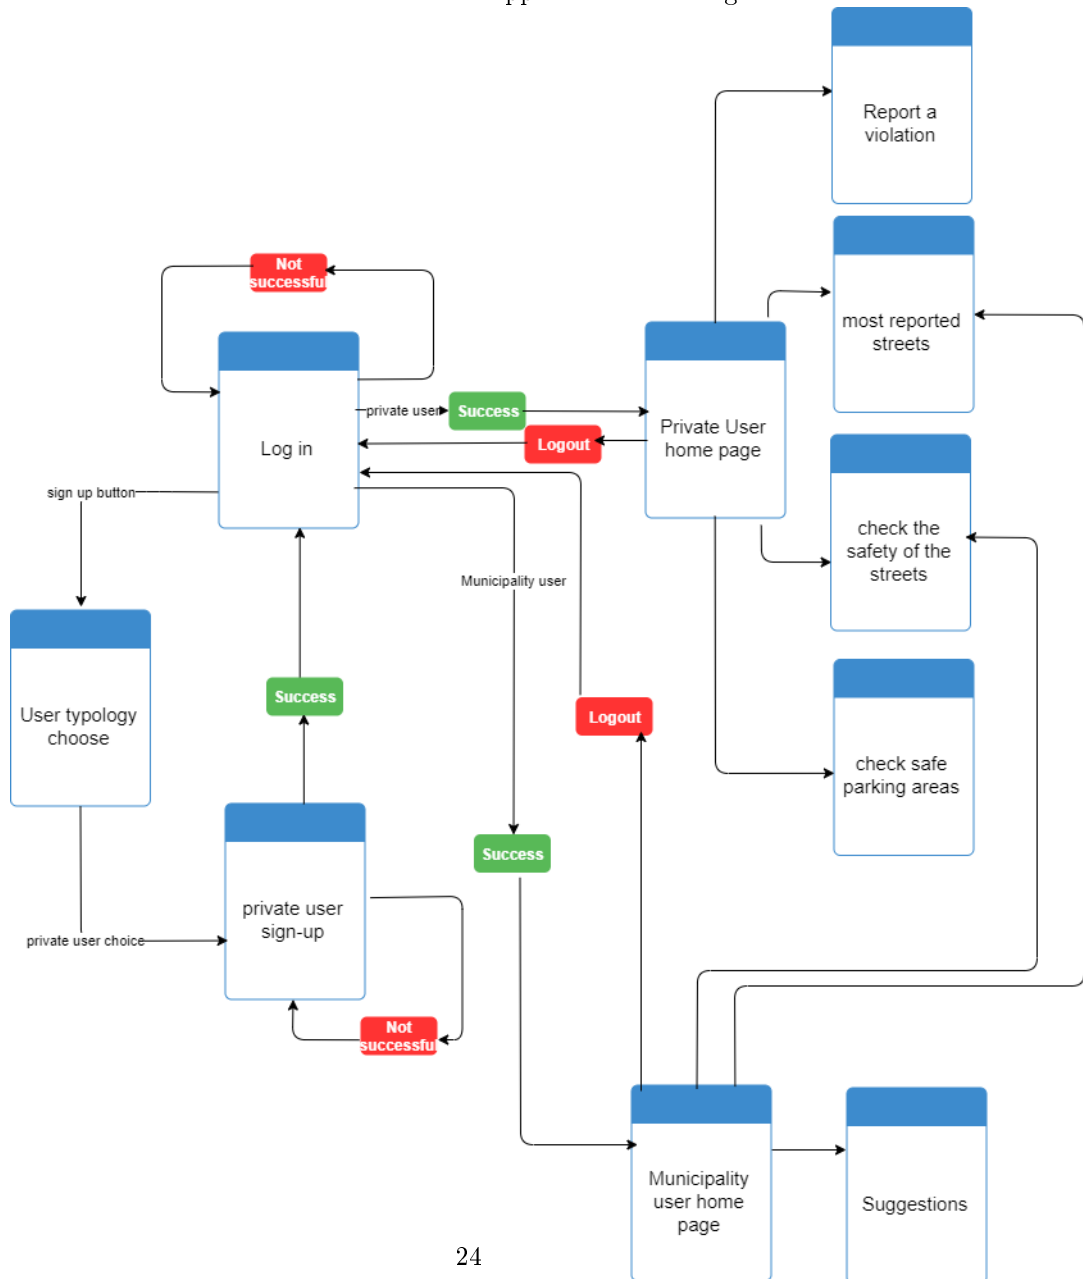 Report a
violation
Not
successfu
most reported
streets
private user
Success
Logout
Log in
Private User
home page
sign up button
check the
safety of the
streets
Municipality user
Success
Logout
User typology
choose
check safe
parking areas
Success
private user
sign-up
private user choice
Not
successfu
Municipality
user home
page
Suggestions
24